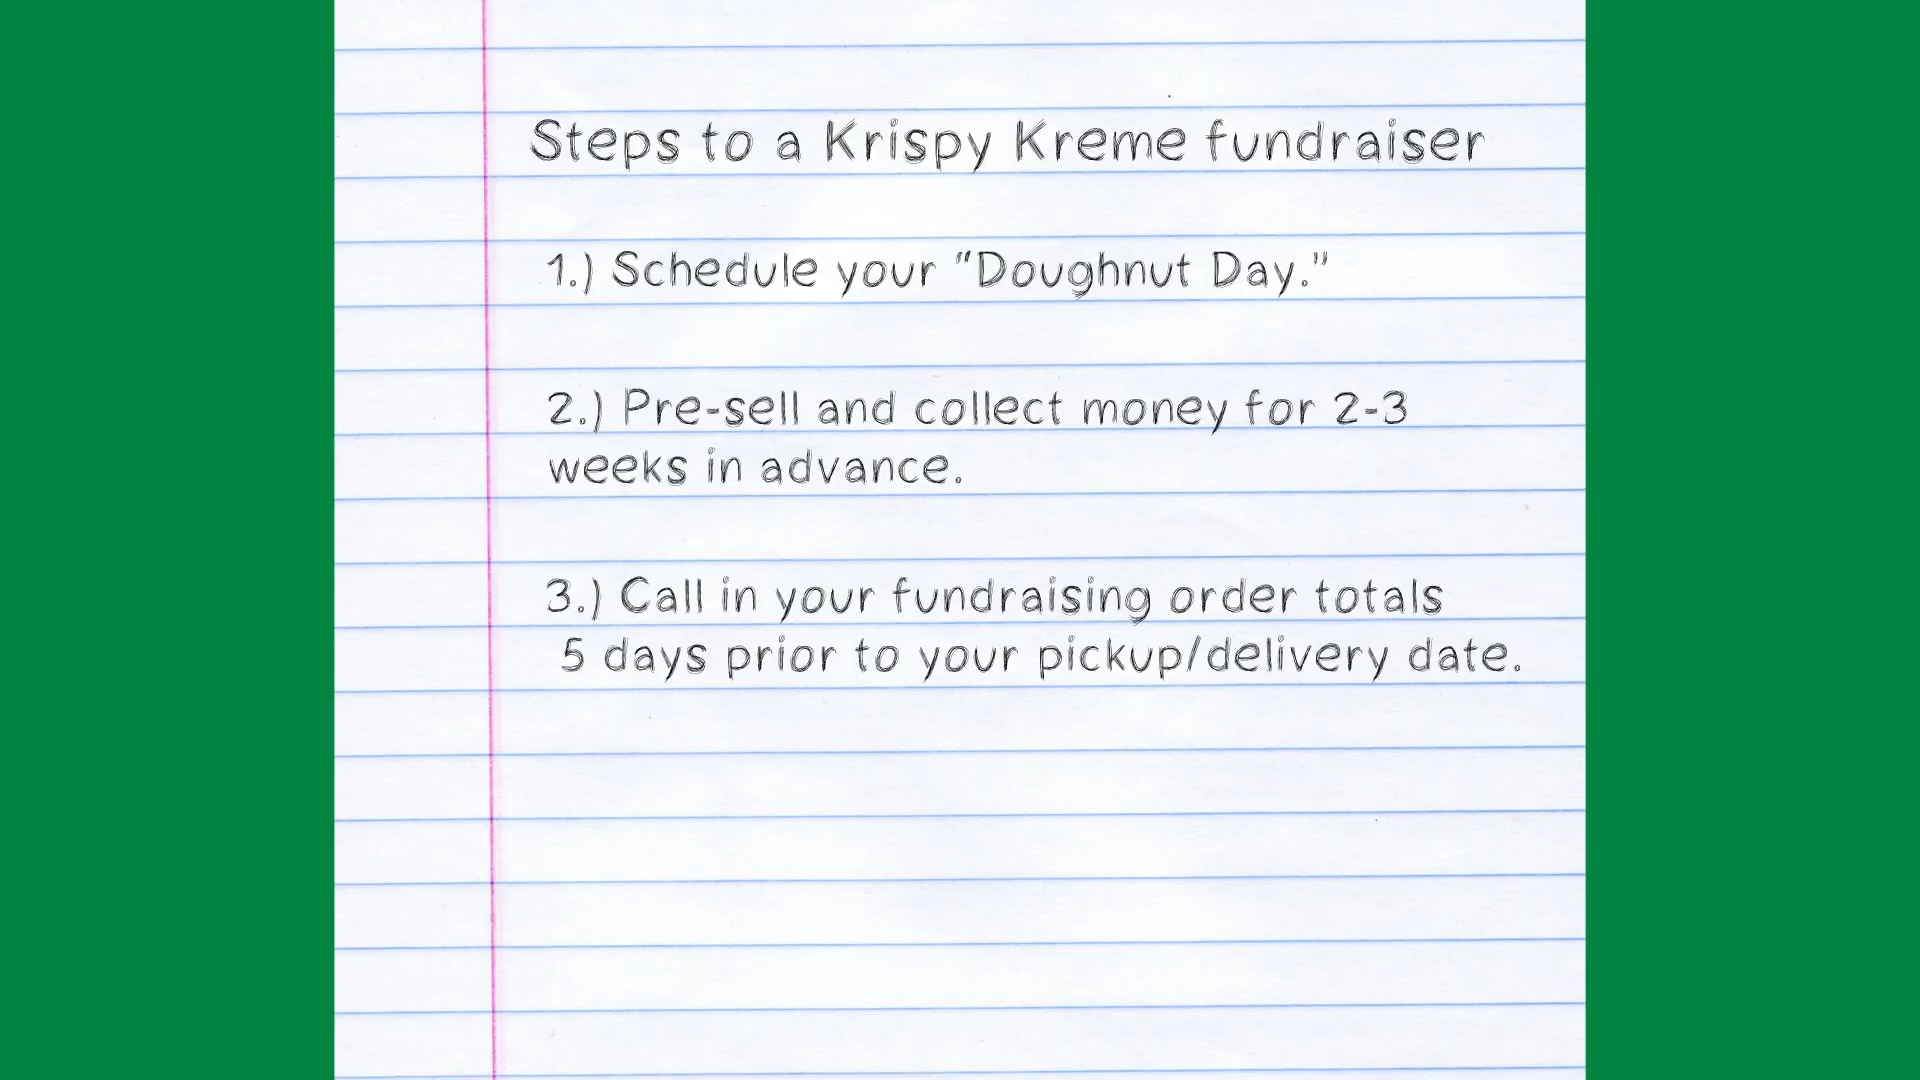 Steps to a Krispy Kreme fundraiser
1.) Schedule your "Doughnut Day."
2.) Pre-sell and collect money for 2-3
weeks in advance.
3.) Call in your fundraising order totals
5 days prior to your pickup/delivery date.